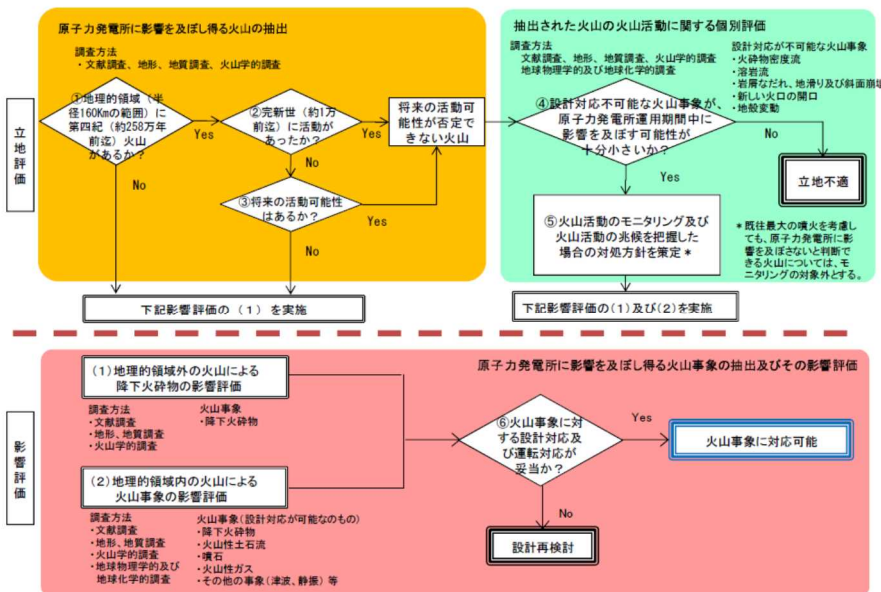 原子力発電所に影響を及ぼし得る火山の抽出
調査方法
・文献調査、地形、地質調査、火山学的調査
立地評価
①地理的領域(半
径160Kmの範囲)に
第四紀(約258万年
前迄)火山
があるか?
Yes
No
②完新世(約1万
前迄)に活動が
あったか?
Yes
No
③将来の活動可能性
はあるか?
Yes
No
将来の活動可
能性が否定で
きない火山
下記影響評価の(1)を実施
抽出された火山の火山活動に関する個別評価
調査方法
文献調査、地形、地質調査、火山学的調査
地球物理学的及び地球化学的調査
設計対応が不可能な火山事象
・火砕物密度流
・溶岩流
・岩屑なだれ、地滑り及び斜面崩壊
・新しい火口の開口
・地殻変動
④設計対応不可能な火山事象が、
原子力発電所運用期間中に
影響を及ぼす可能性が
十分小さいか?
No
Yes
立地不適
⑤火山活動のモニタリング及び
火山活動の兆候を把握した
場合の対処方針を策定*
*既往最大の噴火を考慮し
ても、原子力発電所に影
響を及ぼさないと判断で
きる火山については、モ
ニタリングの対象外とする。
下記影響評価の(1)及び(2)を実施
影響評価
原子力発電所に影響を及ぼし得る火山事象の抽出及びその影響評価
(1)地理的領域外の火山による
降下火砕物の影響評価
調査方法
・文献調査
・地形、地質調査
・火山学的調査
火山事象
・降下火砕物
(2)地理的領域内の火山による
火山事象の影響評価
調査方法
・文献調査
・地形、地質調査
・火山学的調査
・地球物理学的及び
地球化学的調査
火山事象(設計対応が可能なのもの)
・降下火砕物
・火山性土石流
・噴石
・火山性ガス
・その他の事象(津波、静振)等
⑥火山事象に対
する設計対応及
び運転対応が
妥当か?
Yes
No
火山事象に対応可能
設計再検討